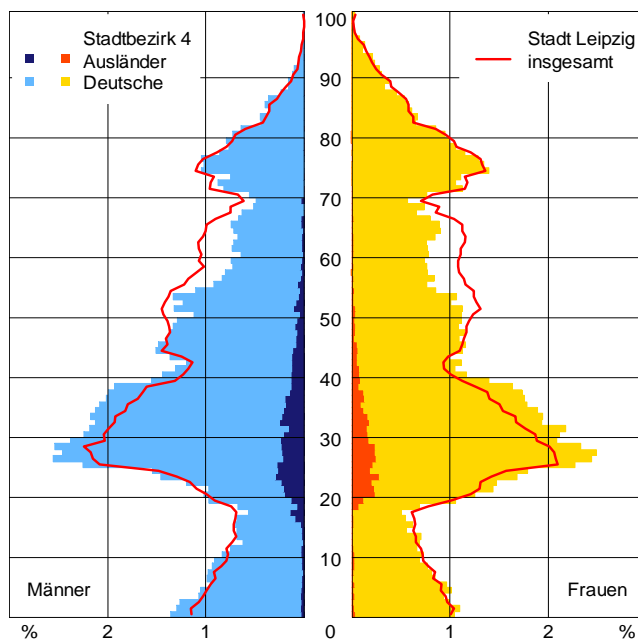 Stadtbezirk 4
Ausländer
Deutsche
Stadt Leipzig
insgesamt
100
90
80
70
60
50
40
30
20
10
0
Männer
Frauen
% 2 1 1 2 %